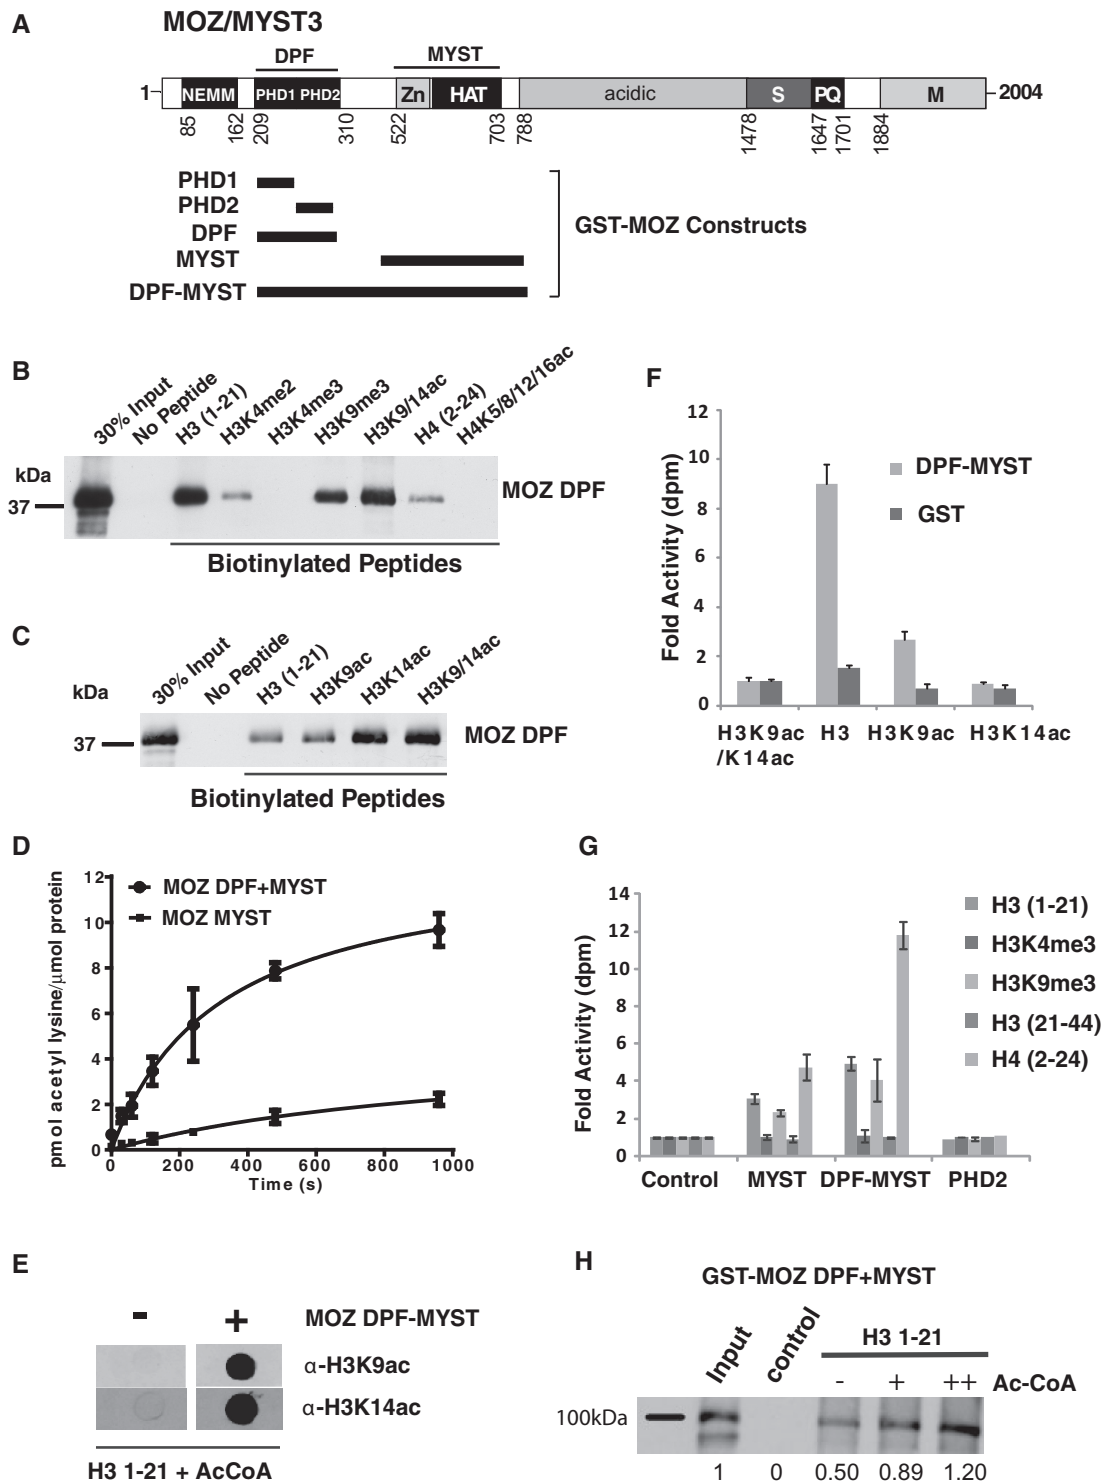 A
MOZ/MYST3
DPF
MYST
1 NEMM PHD1 PHD2 Zn HAT acidic S PQ M 2004
85 162 209 310 522 703 788 1478 1647 1701 1884
PHD1
PHD2
DPF
MYST
DPF-MYST
GST-MOZ Constructs
B
30% Input
No Peptide
H3 (1-21)
H3K4me2
H3K4me3
H3K9me3
H3K9/14ac
H4 (2-24)
H4K5/8/12/16ac
kDa
37
MOZ DPF
Biotinylated Peptides
C
30% Input
No Peptide
H3 (1-21)
H3K9ac
H3K14ac
H3K9/14ac
kDa
37
MOZ DPF
Biotinylated Peptides
D
pmol acetyl lysine/μmol protein
12
10
8
6
4
2
0
MOZ DPF+MYST
MOZ MYST
0 200 400 600 800 1000
Time (s)
E
- + MOZ DPF-MYST
α-H3K9ac
α-H3K14ac
H3 1-21 + AcCoA
F
Fold Activity (dpm)
12
10
8
6
4
2
0
DPF-MYST
GST
H3K9ac H3 H3K9ac H3K14ac
/K14ac
G
Fold Activity (dpm)
14
12
10
8
6
4
2
0
H3 (1-21)
H3K4me3
H3K9me3
H3 (21-44)
H4 (2-24)
Control MYST DPF-MYST PHD2
H
GST-MOZ DPF+MYST
Input
control
H3 1-21
- + ++ Ac-CoA
100kDa
1 0 0.50 0.89 1.20